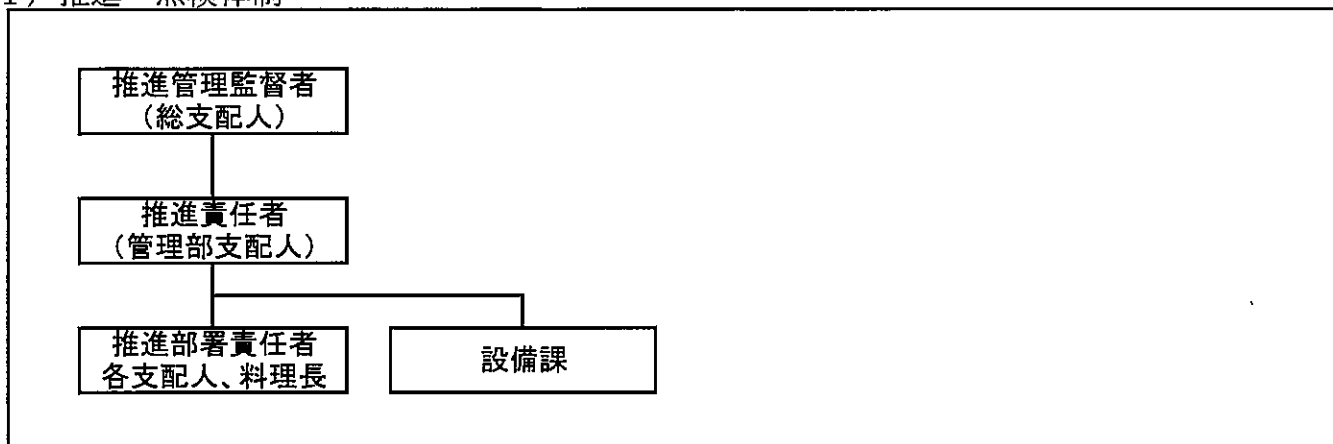 推進管理監督者
（総支配人）
推進責任者
（管理部支配人）
推進部署責任者
各支配人、料理長
設備課